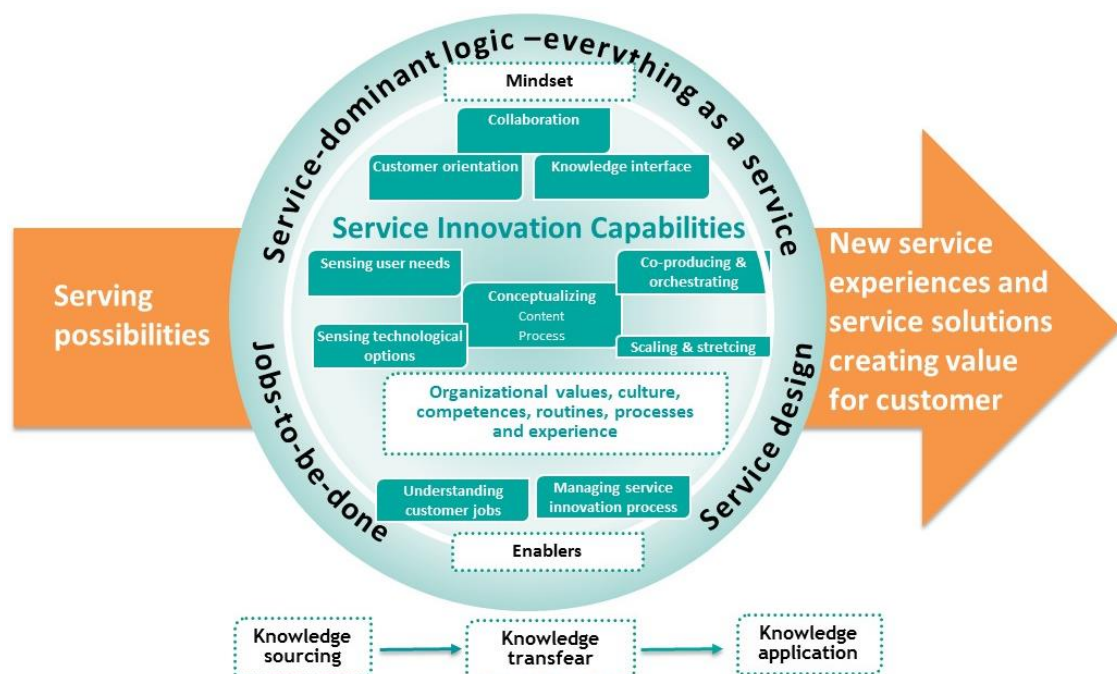 Service-dominant logic –everything as a service
Mindset
Collaboration
Customer orientation
Knowledge interface
Service Innovation Capabilities
Sensing user needs
Co-producing &
orchestrating
Conceptualizing
Content
Process
Sensing technological
options
Scaling & stretcing
Organizational values, culture,
competences, routines, processes
and experience
Understanding
customer jobs
Managing service
innovation process
Enablers
Jobs-to-be-done
Service design
Serving
possibilities
New service
experiences and
service solutions
creating value
for customer
Knowledge
sourcing
Knowledge
transfear
Knowledge
application